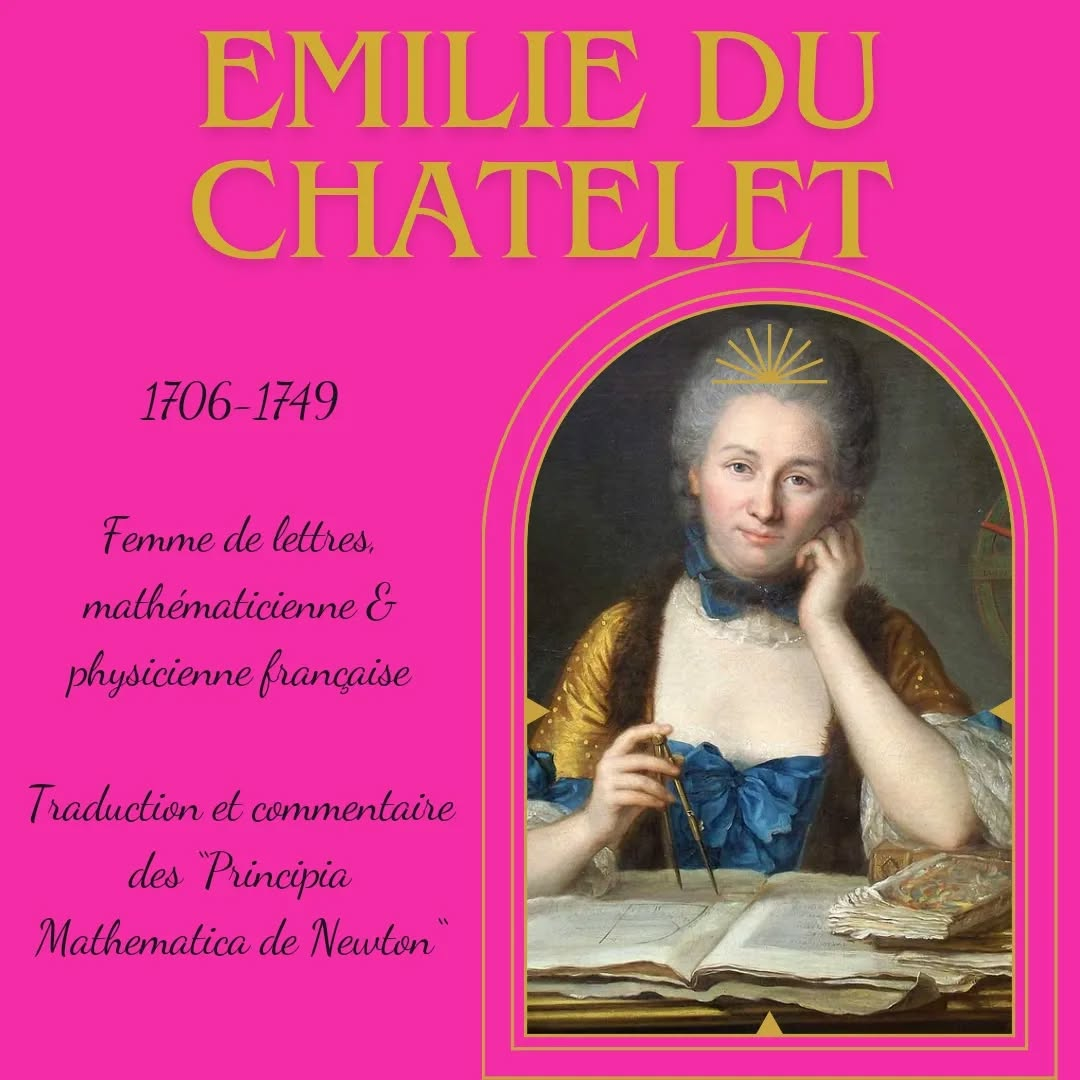 EMILIE DU
CHATELET
1706-1749
Femme de lettres,
mathématicienne &
physicienne française
Traduction et commentaire
des "Principia
Mathematica de Newton"